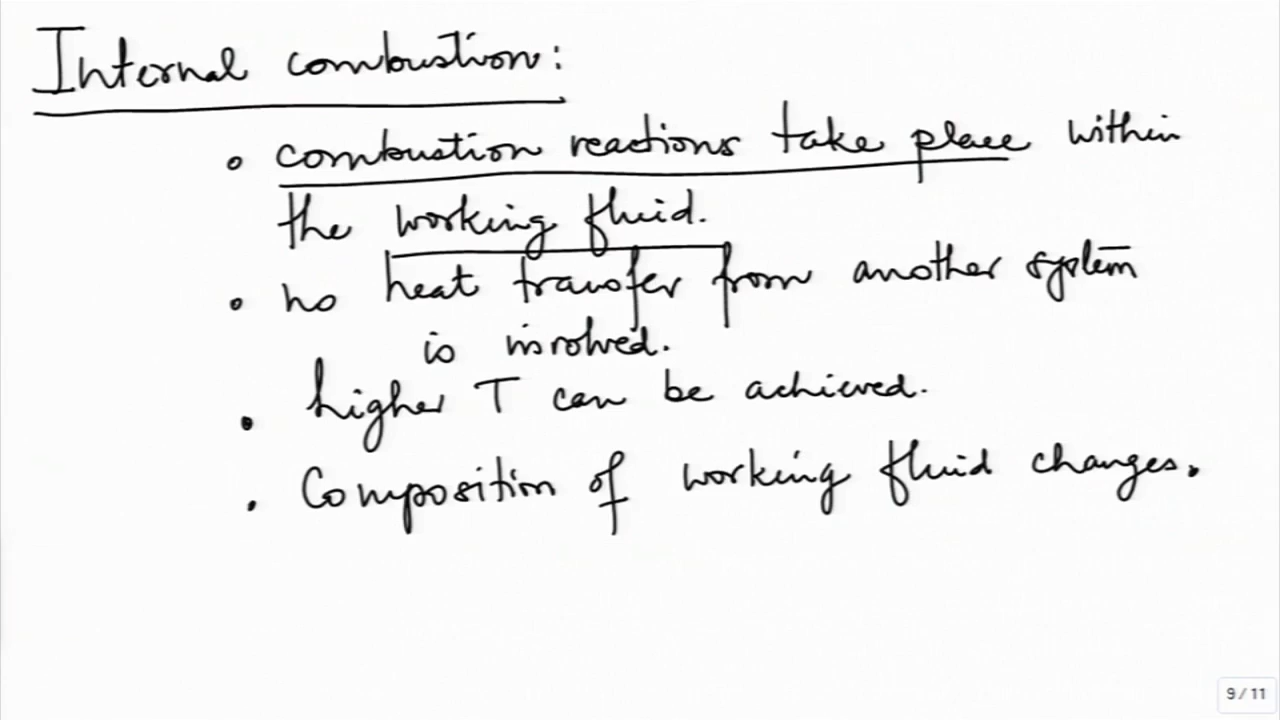 Internal combustion:
• combustion reactions take place within
the working fluid.
• no heat transfer from another system
is involved.
• higher T can be achieved.
• Composition of working fluid changes.
9/11